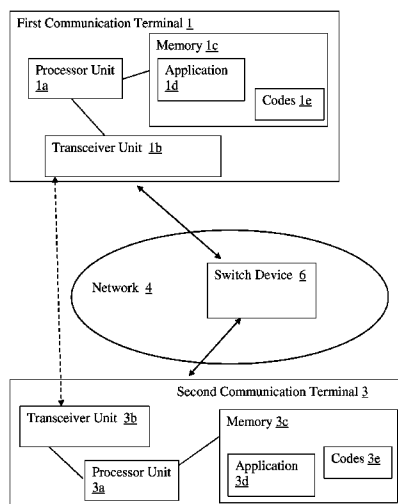 First Communication Terminal 1
Memory 1c
Processor Unit
1a
Application
1d
Codes 1e
Transceiver Unit 1b
Network 4
Switch Device 6
Second Communication Terminal 3
Transceiver Unit 3b
Memory 3c
Processor Unit
3a
Application
3d
Codes 3e